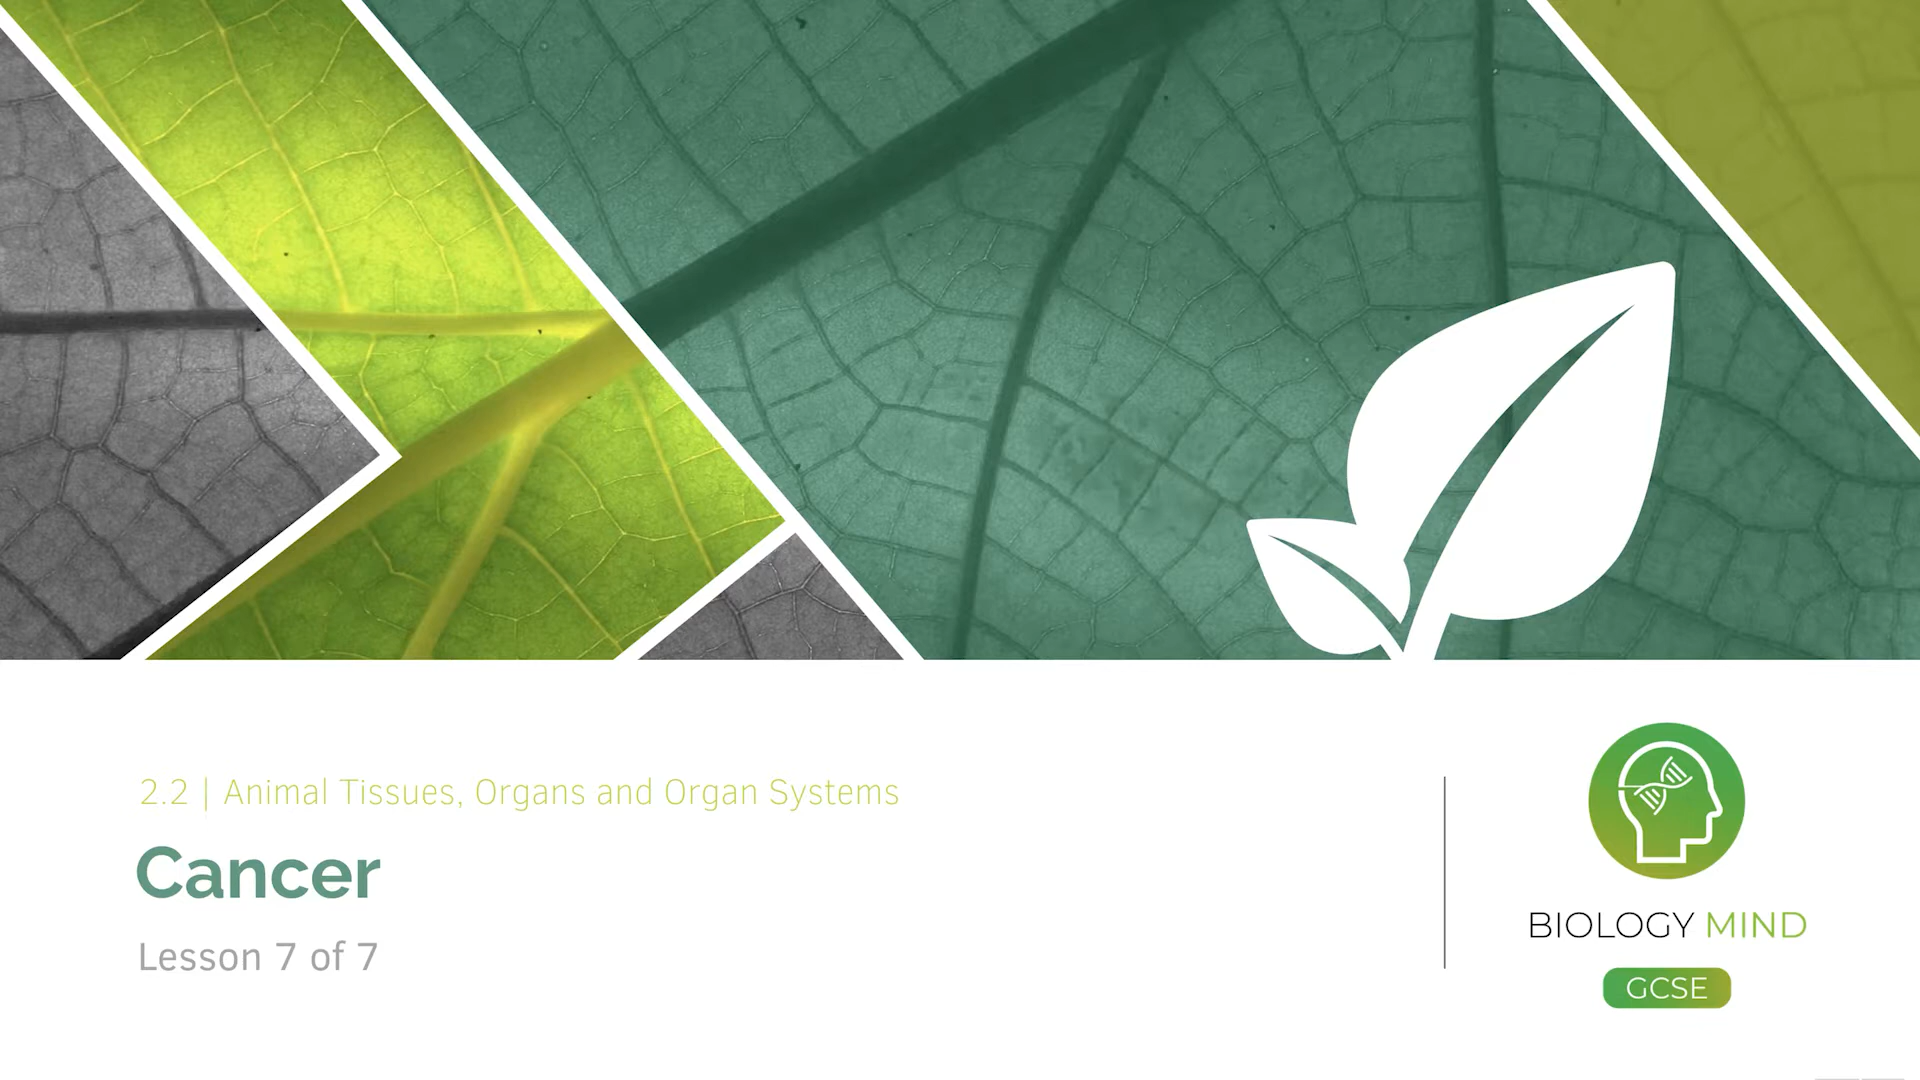 2.2 | Animal Tissues, Organs and Organ Systems
Cancer
Lesson 7 of 7
BIOLOGY MIND
GCSE